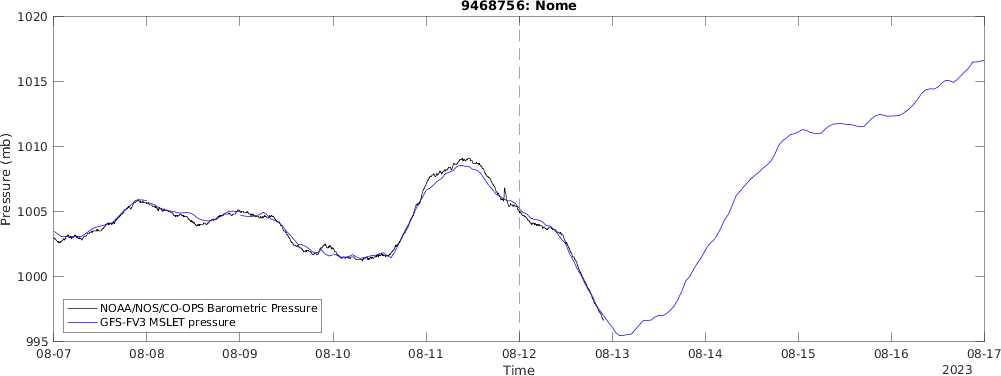 9468756: Nome
1020
1015
1010
1005
1000
995
Pressure (mb)
NOAA/NOS/CO-OPS Barometric Pressure
GFS-FV3 MSLET pressure
08-07 08-08 08-09 08-10 08-11 08-12 08-13 08-14 08-15 08-16 08-17
Time
2023